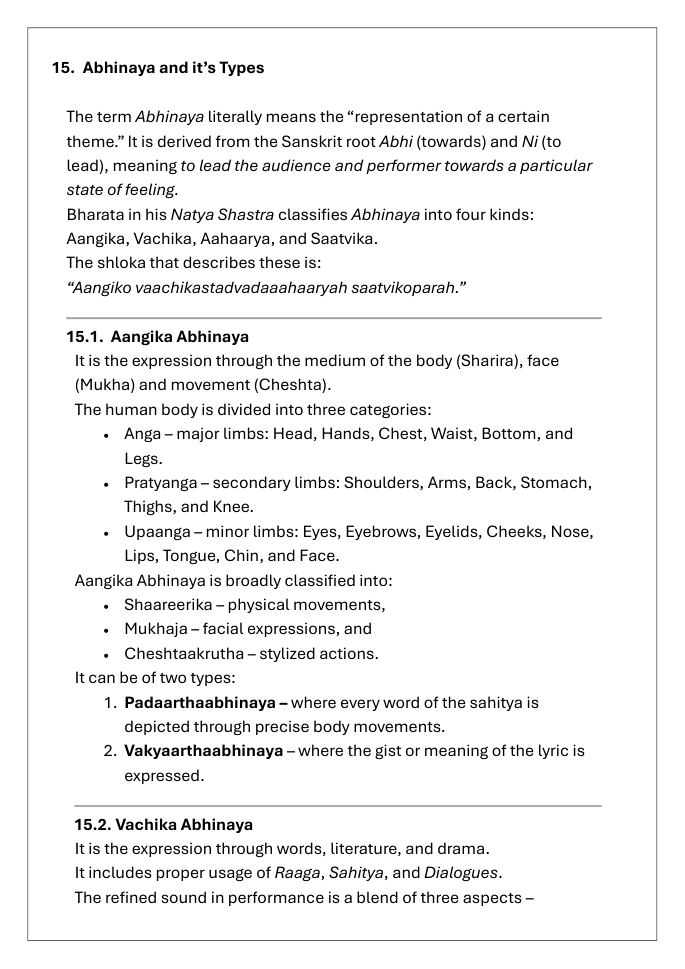 15. Abhinaya and it’s Types
The term Abhinaya literally means the “representation of a certain
theme.” It is derived from the Sanskrit root Abhi (towards) and Ni (to
lead), meaning to lead the audience and performer towards a particular
state of feeling.
Bharata in his Natya Shastra classifies Abhinaya into four kinds:
Aangika, Vachika, Aahaarya, and Saatvika.
The shloka that describes these is:
“Aangiko vaachikastadvadaaahaaryah saatvikoparah.”
15.1. Aangika Abhinaya
It is the expression through the medium of the body (Sharira), face
(Mukha) and movement (Cheshta).
The human body is divided into three categories:
• Anga – major limbs: Head, Hands, Chest, Waist, Bottom, and
Legs.
• Pratyanga – secondary limbs: Shoulders, Arms, Back, Stomach,
Thighs, and Knee.
• Upaanga – minor limbs: Eyes, Eyebrows, Eyelids, Cheeks, Nose,
Lips, Tongue, Chin, and Face.
Aangika Abhinaya is broadly classified into:
• Shaareerika – physical movements,
• Mukhaja – facial expressions, and
• Cheshtaakrutha – stylized actions.
It can be of two types:
1. Padaarthaabhinaya – where every word of the sahitya is
depicted through precise body movements.
2. Vakyaarthaabhinaya – where the gist or meaning of the lyric is
expressed.
15.2. Vachika Abhinaya
It is the expression through words, literature, and drama.
It includes proper usage of Raaga, Sahitya, and Dialogues.
The refined sound in performance is a blend of three aspects –